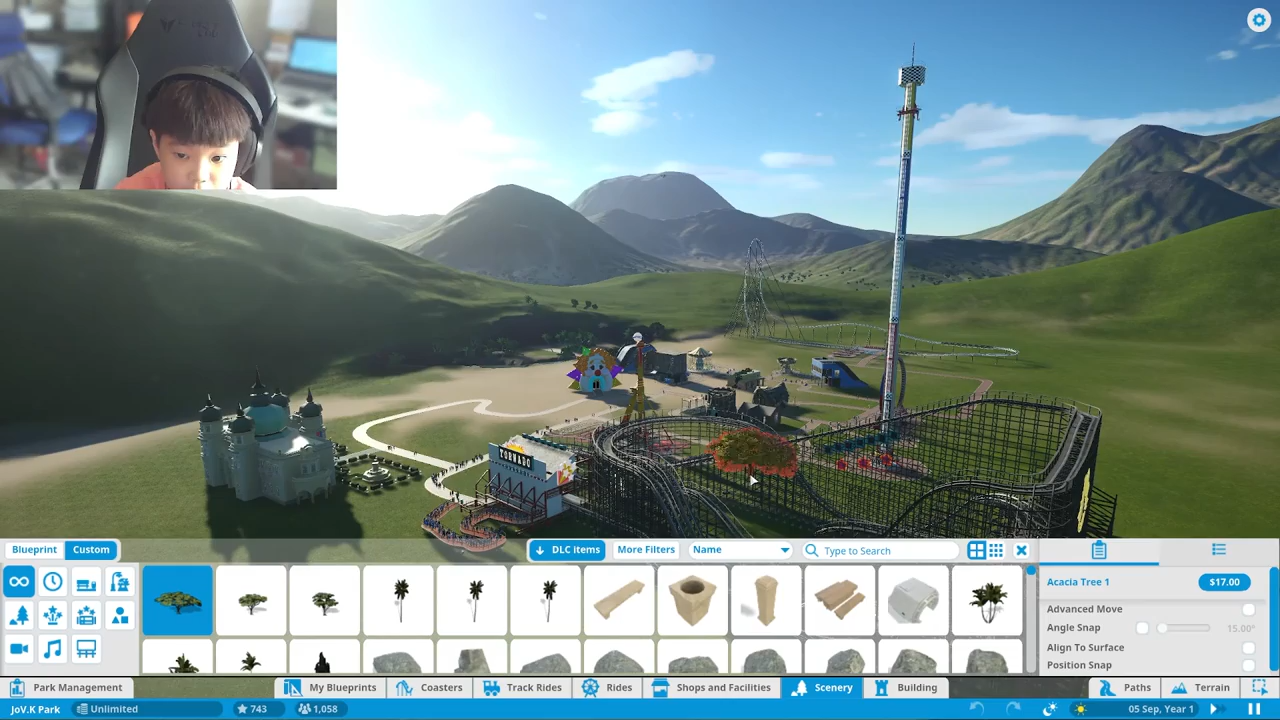 TORNADO
Blueprint Custom
DLC Items More Filters Name Type to Search
Acacia Tree 1 $17.00
Advanced Move
Angle Snap 15.00°
Align To Surface
Position Snap
Park Management My Blueprints Coasters Track Rides Rides Shops and Facilities Scenery Building Paths Terrain
JoV.K Park Unlimited 743 1,058 05 Sep, Year 1